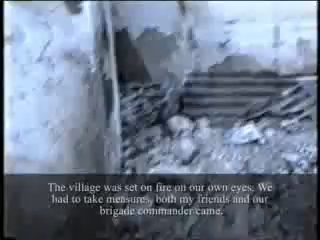 The village was set on fire on our own eyes. We
had to take measures, both my friends and our
brigade commander came.